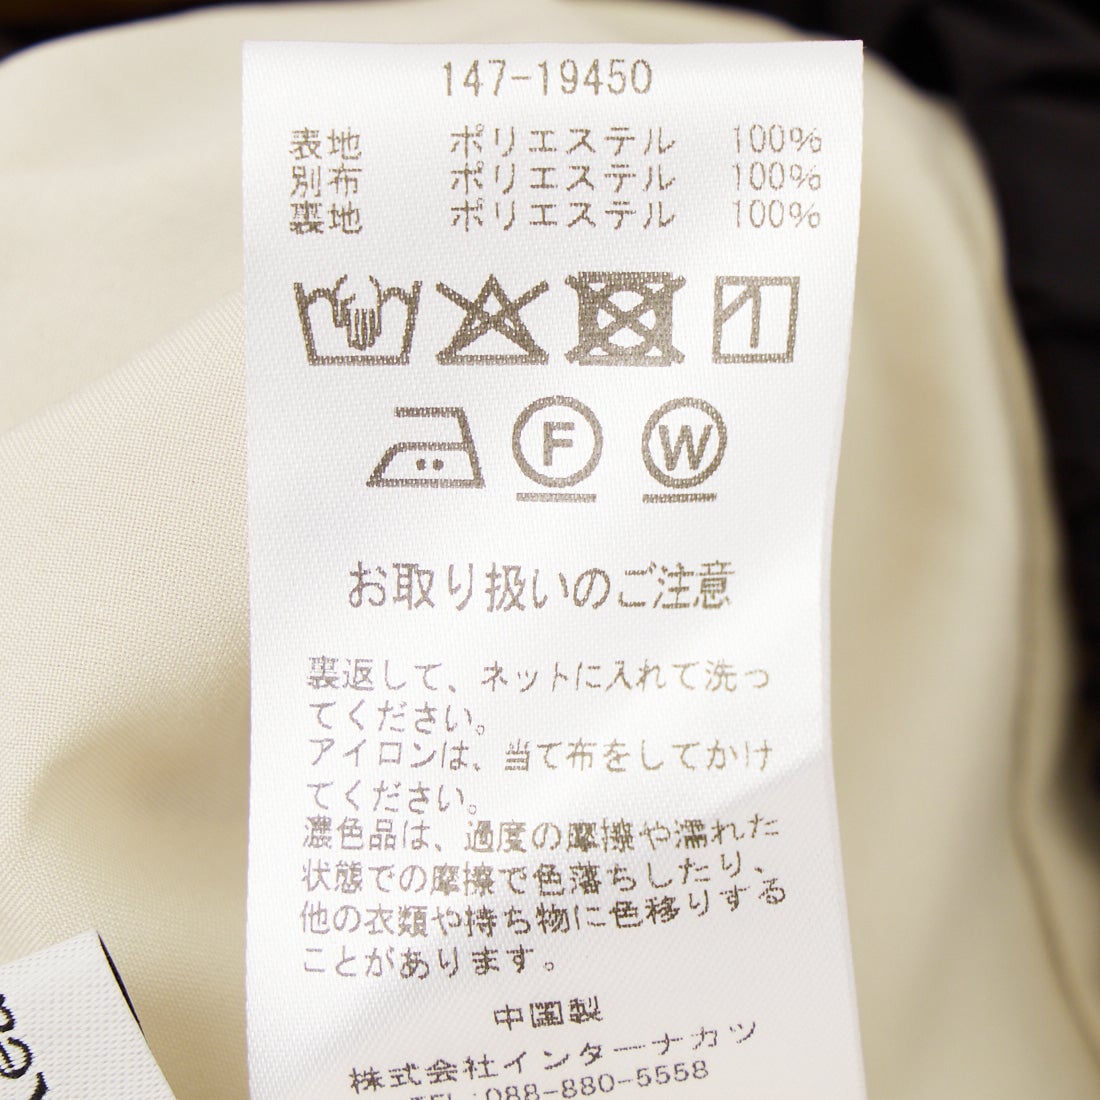 147-19450
表地 ポリエステル 100%
別布 ポリエステル 100%
裏地 ポリエステル 100%
F W
お取り扱いのご注意
裏返して、ネットに入れて洗っ
てください。
アイロンは、当て布をしてかけ
てください。
濃色品は、過度の摩擦や濡れた
状態での摩擦で色落ちしたり、
他の衣類や持ち物に色移りする
ことがあります。
中国製
株式会社インターナカツ
TEL:088-880-5558